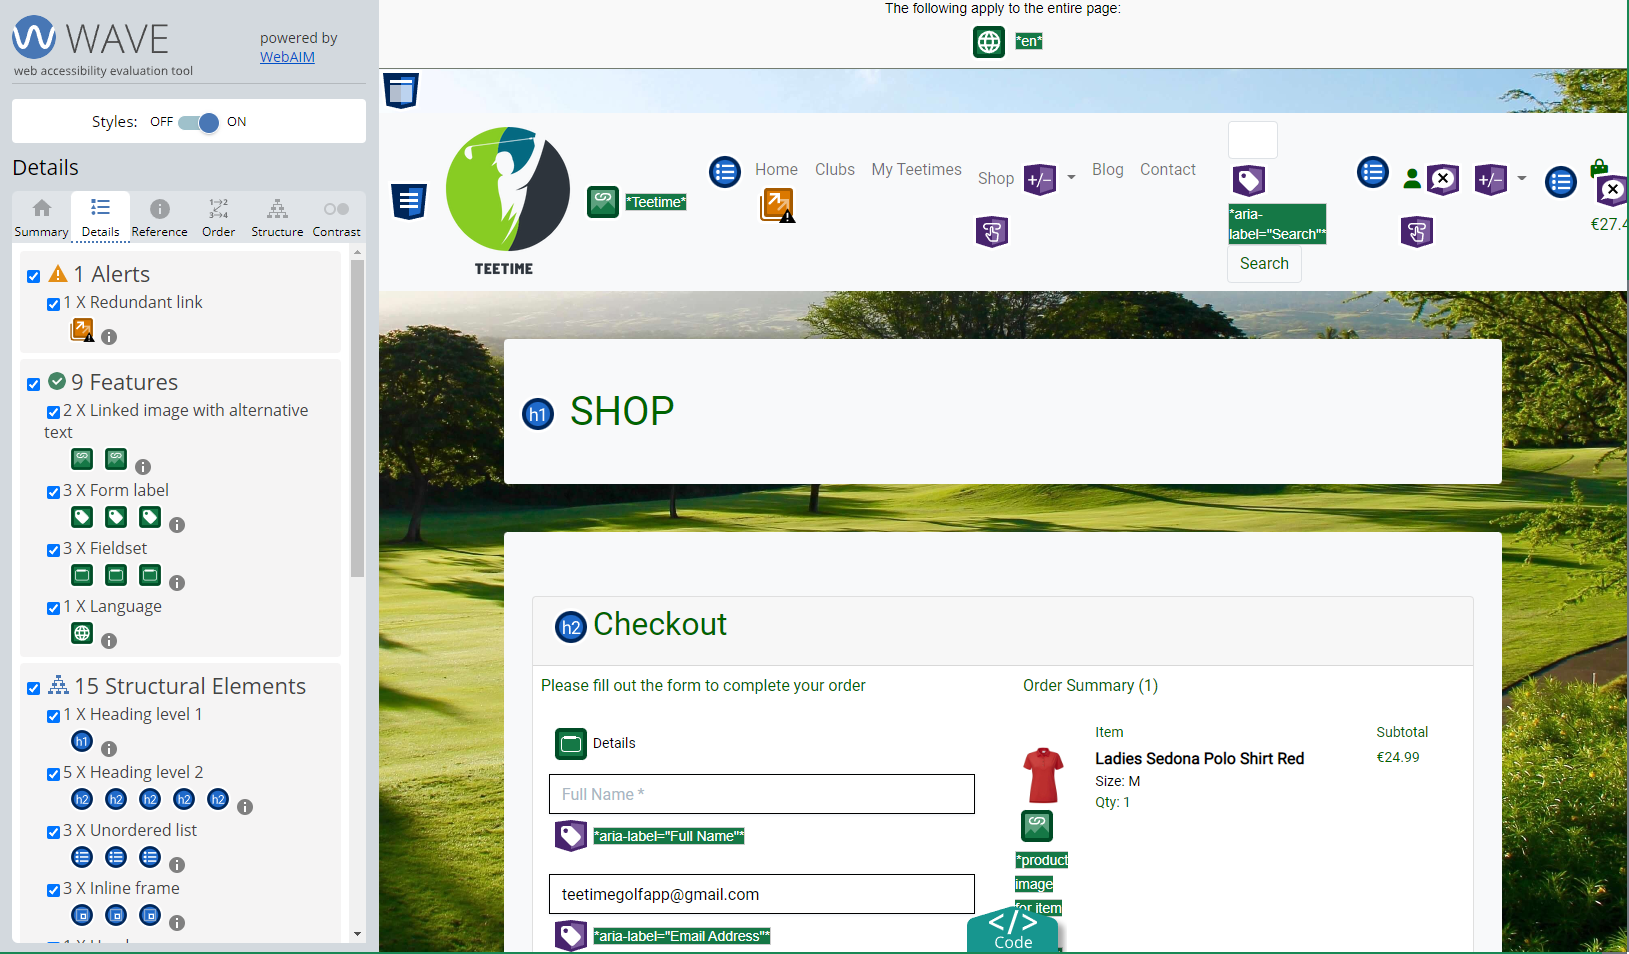 WAVE
web accessibility evaluation tool
powered by
WebAIM
Styles: OFF ON
Details
Summary Details Reference Order Structure Contrast
1 Alerts
1 X Redundant link
9 Features
2 X Linked image with alternative
text
3 X Form label
3 X Fieldset
1 X Language
15 Structural Elements
1 X Heading level 1
h1
5 X Heading level 2
h2 h2 h2 h2 h2
3 X Unordered list
3 X Inline frame
The following apply to the entire page:
*en*
TEETIME
*Teetime*
Home Clubs My Teetimes Shop +/- Blog Contact
*aria-
label="Search"*
Search
+/-
€27.4
h1 SHOP
h2 Checkout
Please fill out the form to complete your order
Details
Full Name *
*aria-label="Full Name"*
teetimegolfapp@gmail.com
*aria-label="Email Address"*
Order Summary (1)
Item Subtotal
Ladies Sedona Polo Shirt Red €24.99
Size: M
Qty: 1
*product
image
for item
</> Code